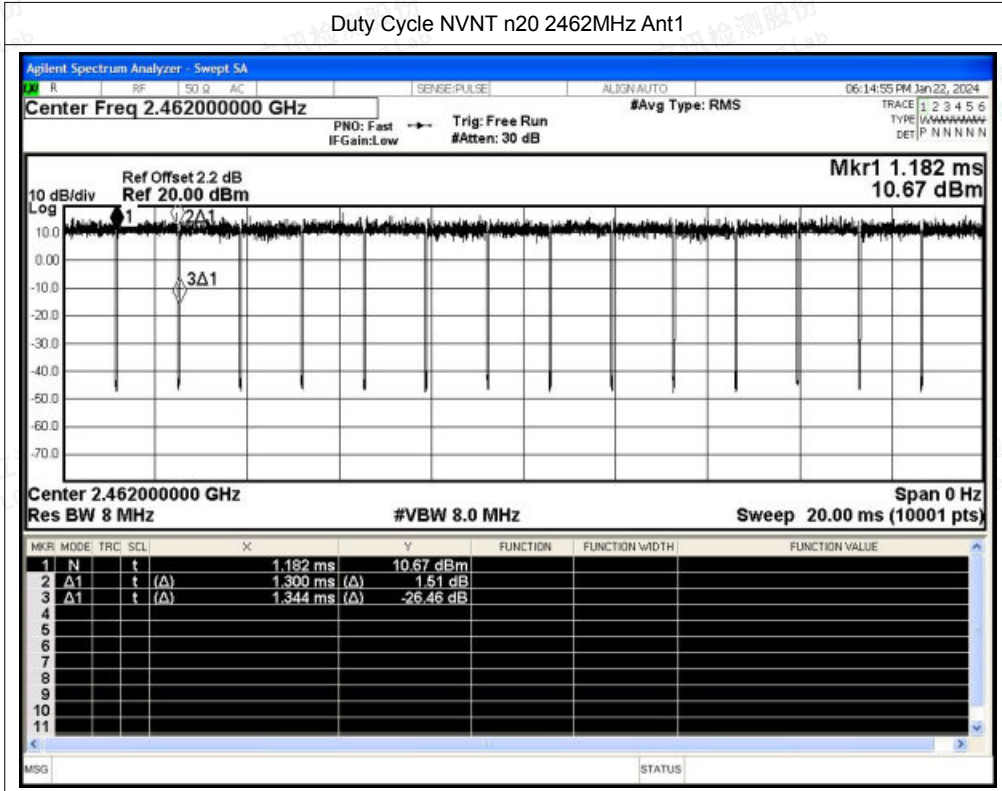 Duty Cycle NVNT n20 2462MHz Ant1
Agilent Spectrum Analyzer - Swept SA
R RF 50 Ω AC SENSE:PULSE ALIGN AUTO 06:14:55 PM Jan 22, 2024
Center Freq 2.462000000 GHz #Avg Type: RMS TRACE 1 2 3 4 5 6
PNO: Fast Trig: Free Run TYPE
IFGain:Low #Atten: 30 dB DET P N N N N N
Mkr1 1.182 ms
Ref Offset 2.2 dB
10 dB/div Ref 20.00 dBm 10.67 dBm
Log
1 2Δ1
10.0
0.00
3Δ1
-10.0
-20.0
-30.0
-40.0
-50.0
-60.0
-70.0
Center 2.462000000 GHz Span 0 Hz
Res BW 8 MHz #VBW 8.0 MHz Sweep 20.00 ms (10001 pts)
MKR MODE TRC SCL X Y FUNCTION FUNCTION WIDTH FUNCTION VALUE
1 N t 1.182 ms 10.67 dBm
2 Δ1 t (Δ) 1.300 ms (Δ) 1.51 dB
3 Δ1 t (Δ) 1.344 ms (Δ) -26.46 dB
4
5
6
7
8
9
10
11
MSG STATUS